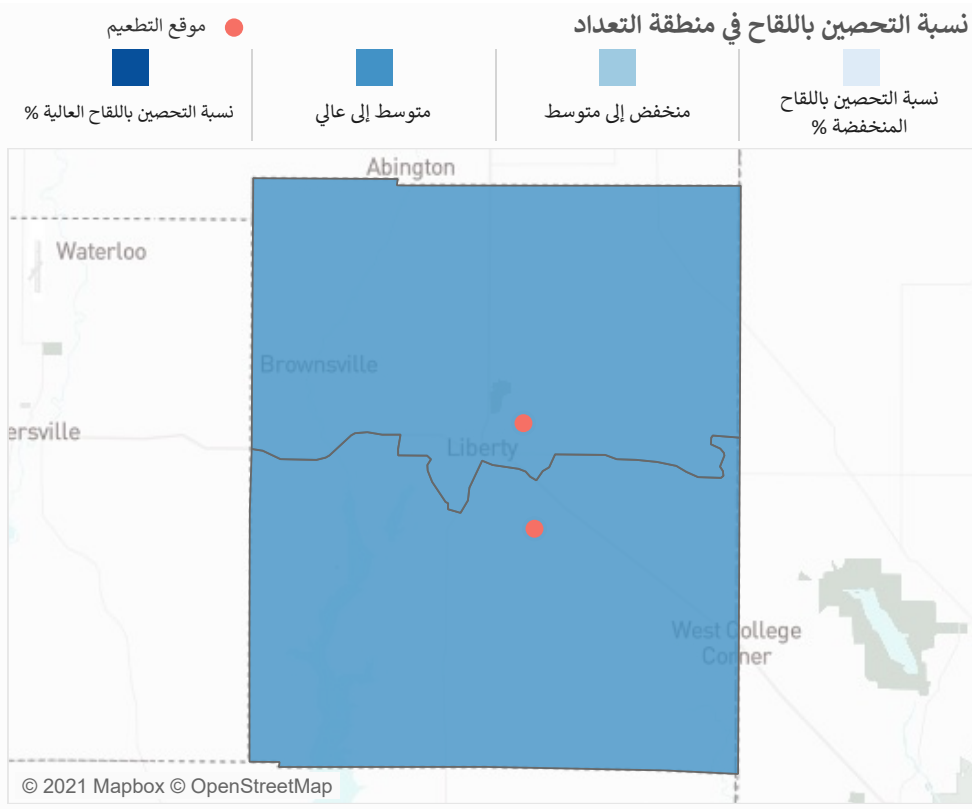 نسبة التحصين باللقاح في منطقة التعداد
موقع التطعيم
نسبة التحصين باللقاح
المنخفضة %
منخفض إلى متوسط
متوسط إلى عالي
نسبة التحصين باللقاح العالية %
Abington
Waterloo
Brownsville
ersville
Liberty
West College
Corner
© 2021 Mapbox © OpenStreetMap